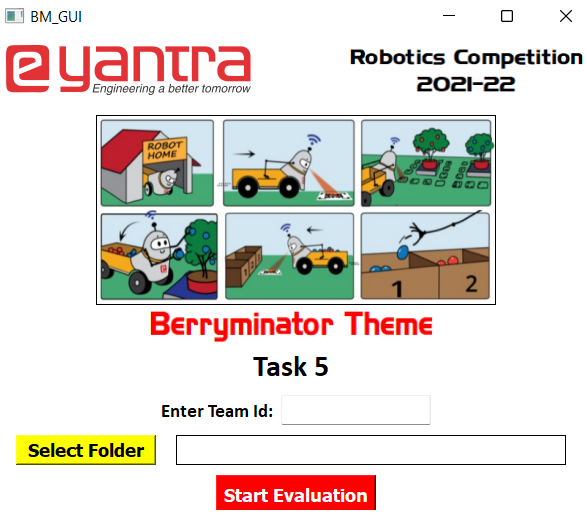 BM_GUI
e yantra
Engineering a better tomorrow
Robotics Competition
2021-22
ROBOT
HOME
1
2
Berryminator Theme
Task 5
Enter Team Id:
Select Folder
Start Evaluation